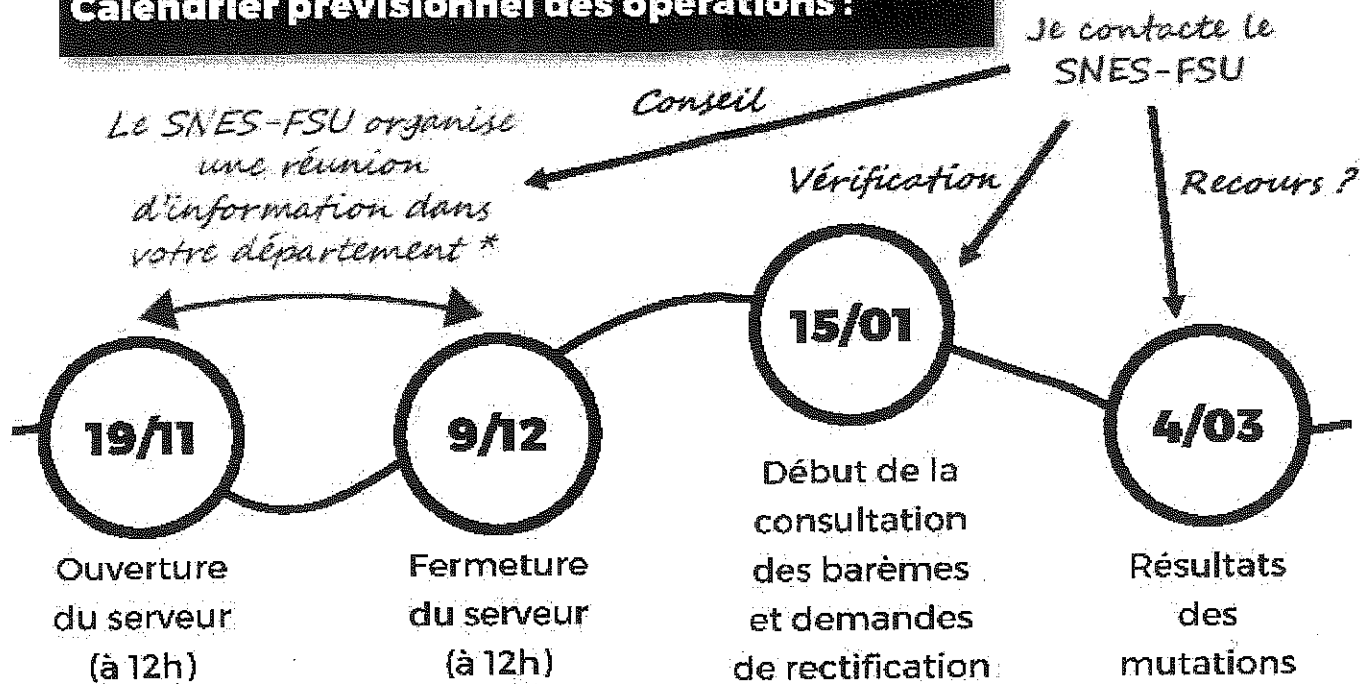 Calendrier prévisionnel des opérations :
Je contacte le
SNES-FSU
Conseil
Le SNES-FSU organise
une réunion
d'information dans
votre département *
Vérification
Recours ?
19/11
Ouverture
du serveur
(à 12h)
9/12
Fermeture
du serveur
(à 12h)
15/01
Début de la
consultation
des barèmes
et demandes
de rectification
4/03
Résultats
des
mutations